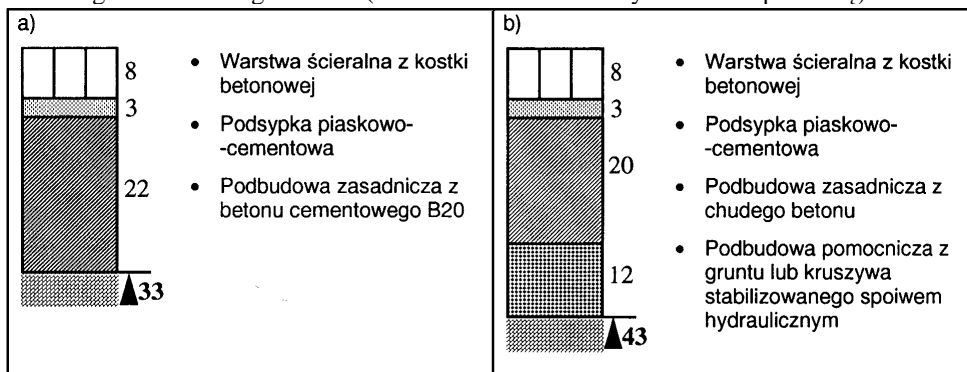 a)
8
3
22
33
• Warstwa ścieralna z kostki
betonowej
• Podsypka piaskowo-
-cementowa
• Podbudowa zasadnicza z
betonu cementowego B20
b)
8
3
20
12
43
• Warstwa ścieralna z kostki
betonowej
• Podsypka piaskowo-
-cementowa
• Podbudowa zasadnicza z
chudego betonu
• Podbudowa pomocnicza z
gruntu lub kruszywa
stabilizowanego spoiwem
hydraulicznym